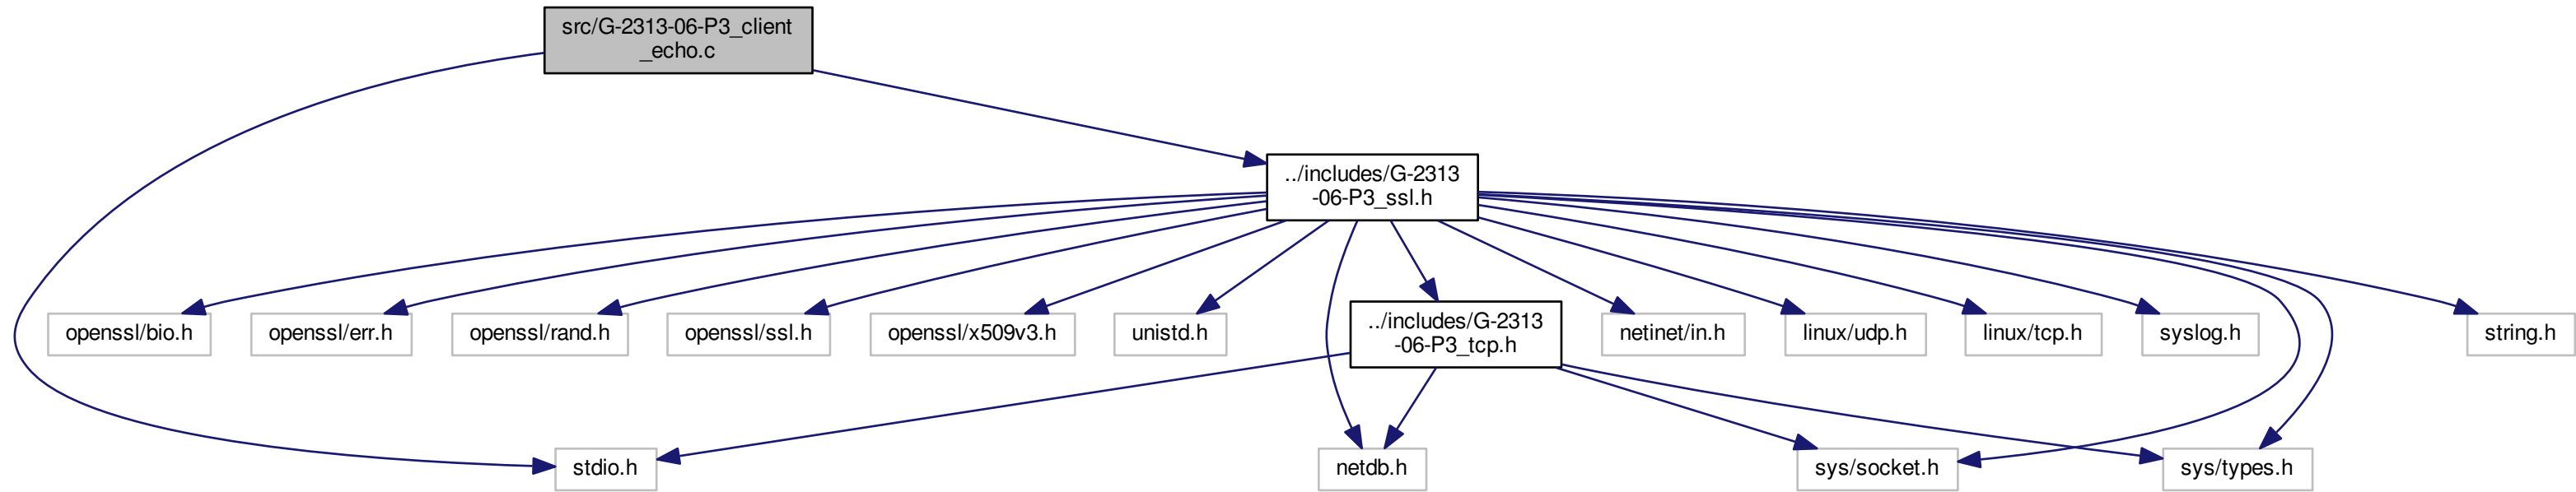 src/G-2313-06-P3_client
_echo.c
../includes/G-2313
-06-P3_ssl.h
openssl/bio.h
openssl/err.h
openssl/rand.h
openssl/ssl.h
openssl/x509v3.h
unistd.h
../includes/G-2313
-06-P3_tcp.h
netinet/in.h
linux/udp.h
linux/tcp.h
syslog.h
string.h
stdio.h
netdb.h
sys/socket.h
sys/types.h